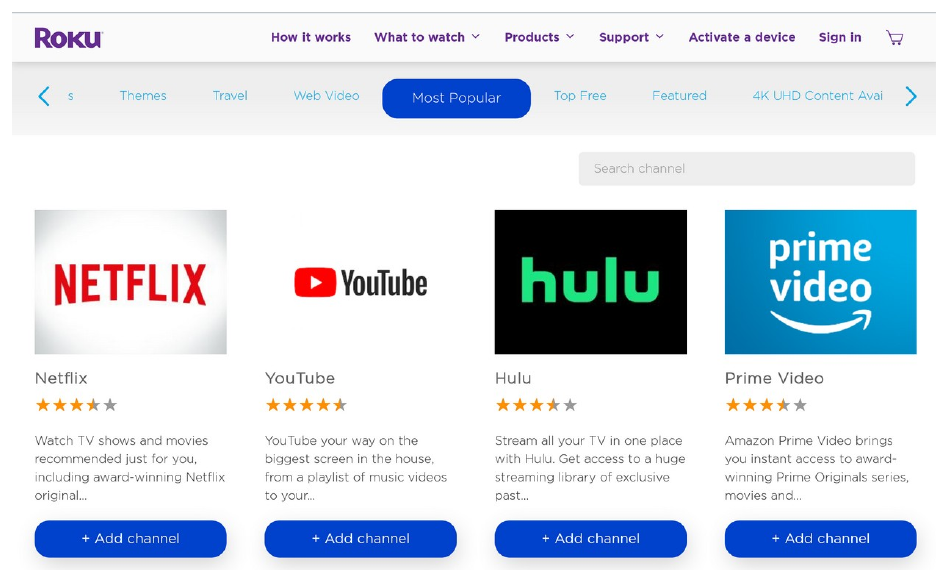 Roku
How it works What to watch Products Support Activate a device Sign in
s Themes Travel Web Video Most Popular Top Free Featured 4K UHD Content Avai
Search channel
NETFLIX YouTube hulu prime video
Netflix YouTube Hulu Prime Video
Watch TV shows and movies
recommended just for you,
including award-winning Netflix
original...
YouTube your way on the
biggest screen in the house,
from a playlist of music videos
to your...
Stream all your TV in one place
with Hulu. Get access to a huge
streaming library of exclusive
past...
Amazon Prime Video brings
you instant access to award-
winning Prime Originals series,
movies and...
+ Add channel + Add channel + Add channel + Add channel